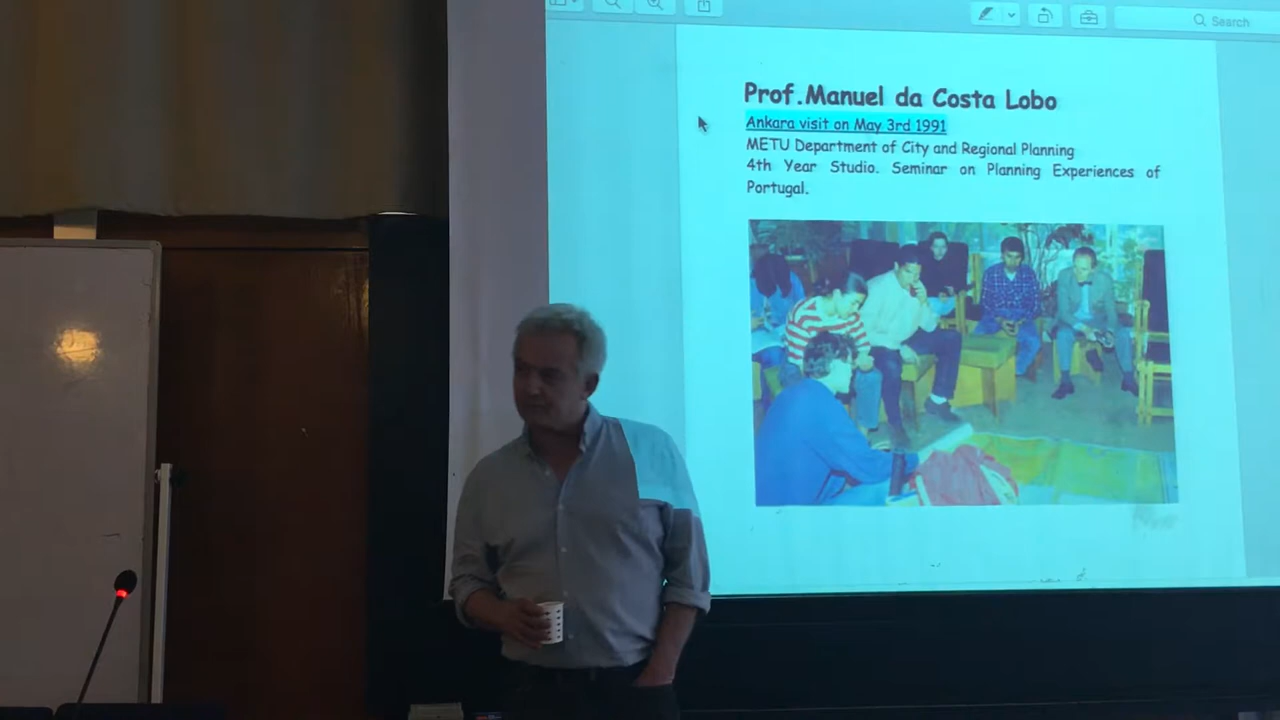 Search
Prof.Manuel da Costa Lobo
Ankara visit on May 3rd 1991
METU Department of City and Regional Planning
4th Year Studio. Seminar on Planning Experiences of
Portugal.